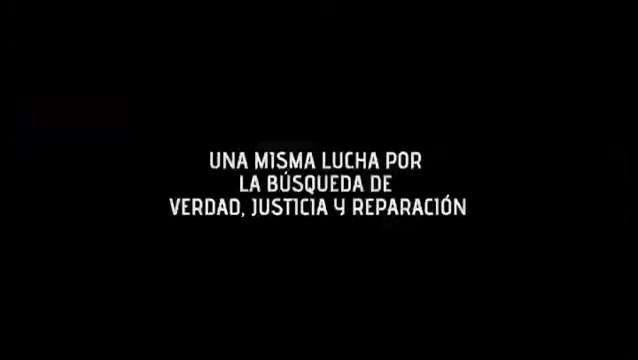 UNA MISMA LUCHA POR
LA BÚSQUEDA DE
VERDAD, JUSTICIA Y REPARACIÓN